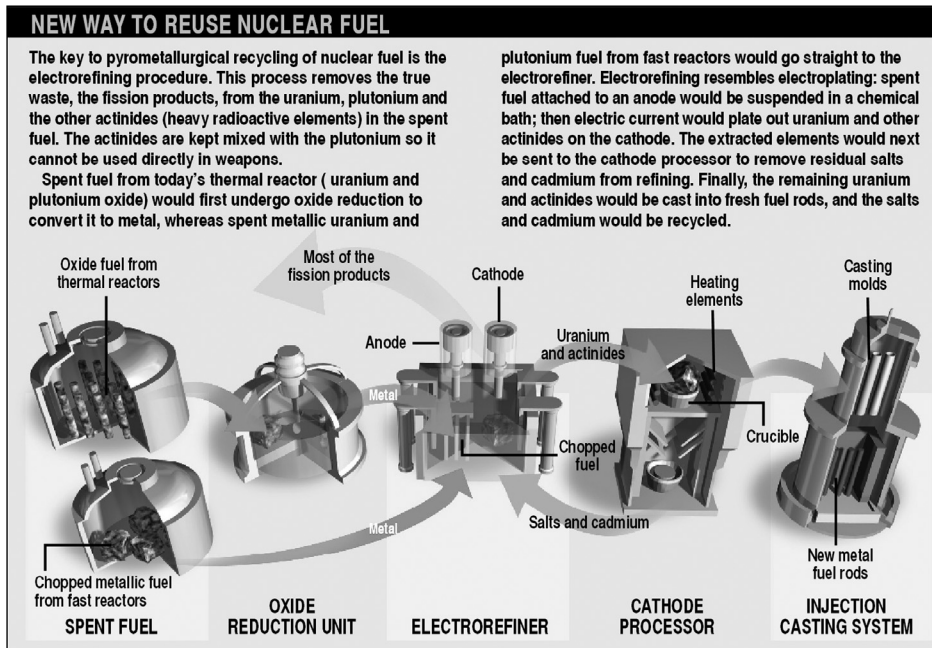 NEW WAY TO REUSE NUCLEAR FUEL
The key to pyrometallurgical recycling of nuclear fuel is the
electrorefining procedure. This process removes the true
waste, the fission products, from the uranium, plutonium and
the other actinides (heavy radioactive elements) in the spent
fuel. The actinides are kept mixed with the plutonium so it
cannot be used directly in weapons.
Spent fuel from today's thermal reactor ( uranium and
plutonium oxide) would first undergo oxide reduction to
convert it to metal, whereas spent metallic uranium and
plutonium fuel from fast reactors would go straight to the
electrorefiner. Electrorefining resembles electroplating: spent
fuel attached to an anode would be suspended in a chemical
bath; then electric current would plate out uranium and other
actinides on the cathode. The extracted elements would next
be sent to the cathode processor to remove residual salts
and cadmium from refining. Finally, the remaining uranium
and actinides would be cast into fresh fuel rods, and the salts
and cadmium would be recycled.
Oxide fuel from
thermal reactors
Most of the
fission products
Cathode
Heating
elements
Casting
molds
Anode
Uranium
and actinides
Metal
Chopped
fuel
Crucible
Metal
Salts and cadmium
Chopped metallic fuel
from fast reactors
New metal
fuel rods
SPENT FUEL
OXIDE
REDUCTION UNIT
ELECTROREFINER
CATHODE
PROCESSOR
INJECTION
CASTING SYSTEM